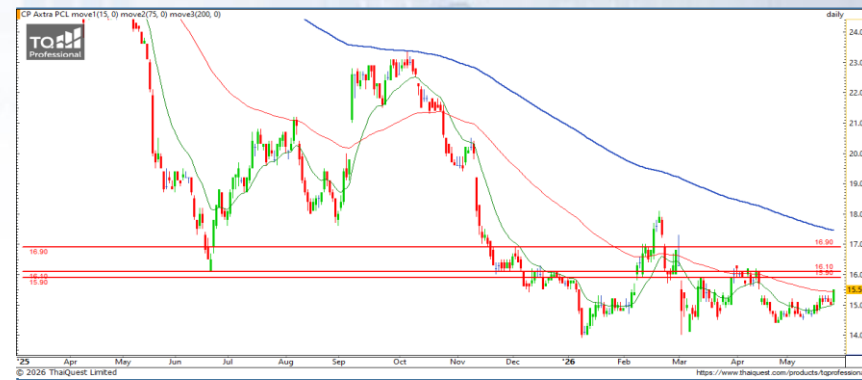 CP Axtra PCL move1(15, 0) move2(75, 0) move3(200, 0)
daily
TQ
Professional
24.0
23.0
22.0
21.0
20.0
19.0
18.0
17.0
16.0
15.0
14.0
16.90
16.90
16.10
16.10
15.90
15.90
15.5
'25 Apr May Jun Jul Aug Sep Oct Nov Dec '26 Feb Mar Apr May
© 2026 ThaiQuest Limited
https://www.thaiquest.com/products/tqprofessiona